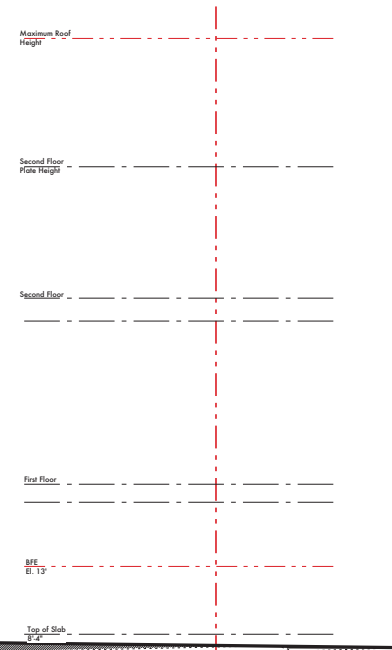 Maximum Roof
Height
Second Floor
Plate Height
Second Floor
First Floor
BFE
El. 13'
Top of Slab
8'-4"